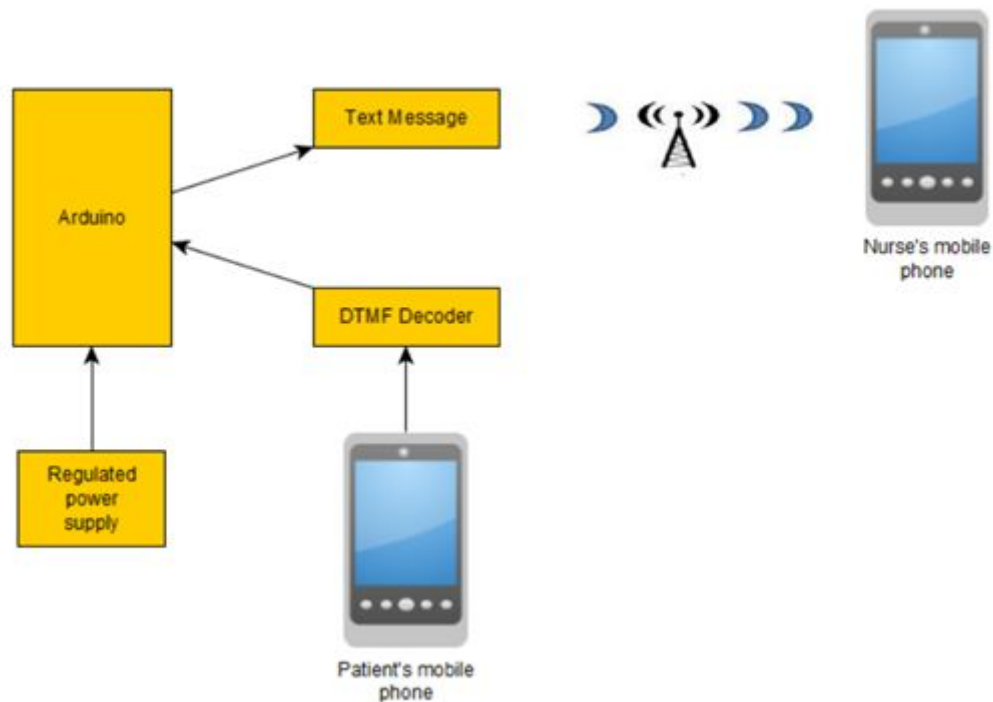 Text Message
Arduino
Nurse's mobile
phone
DTMF Decoder
Regulated
power
supply
Patient's mobile
phone